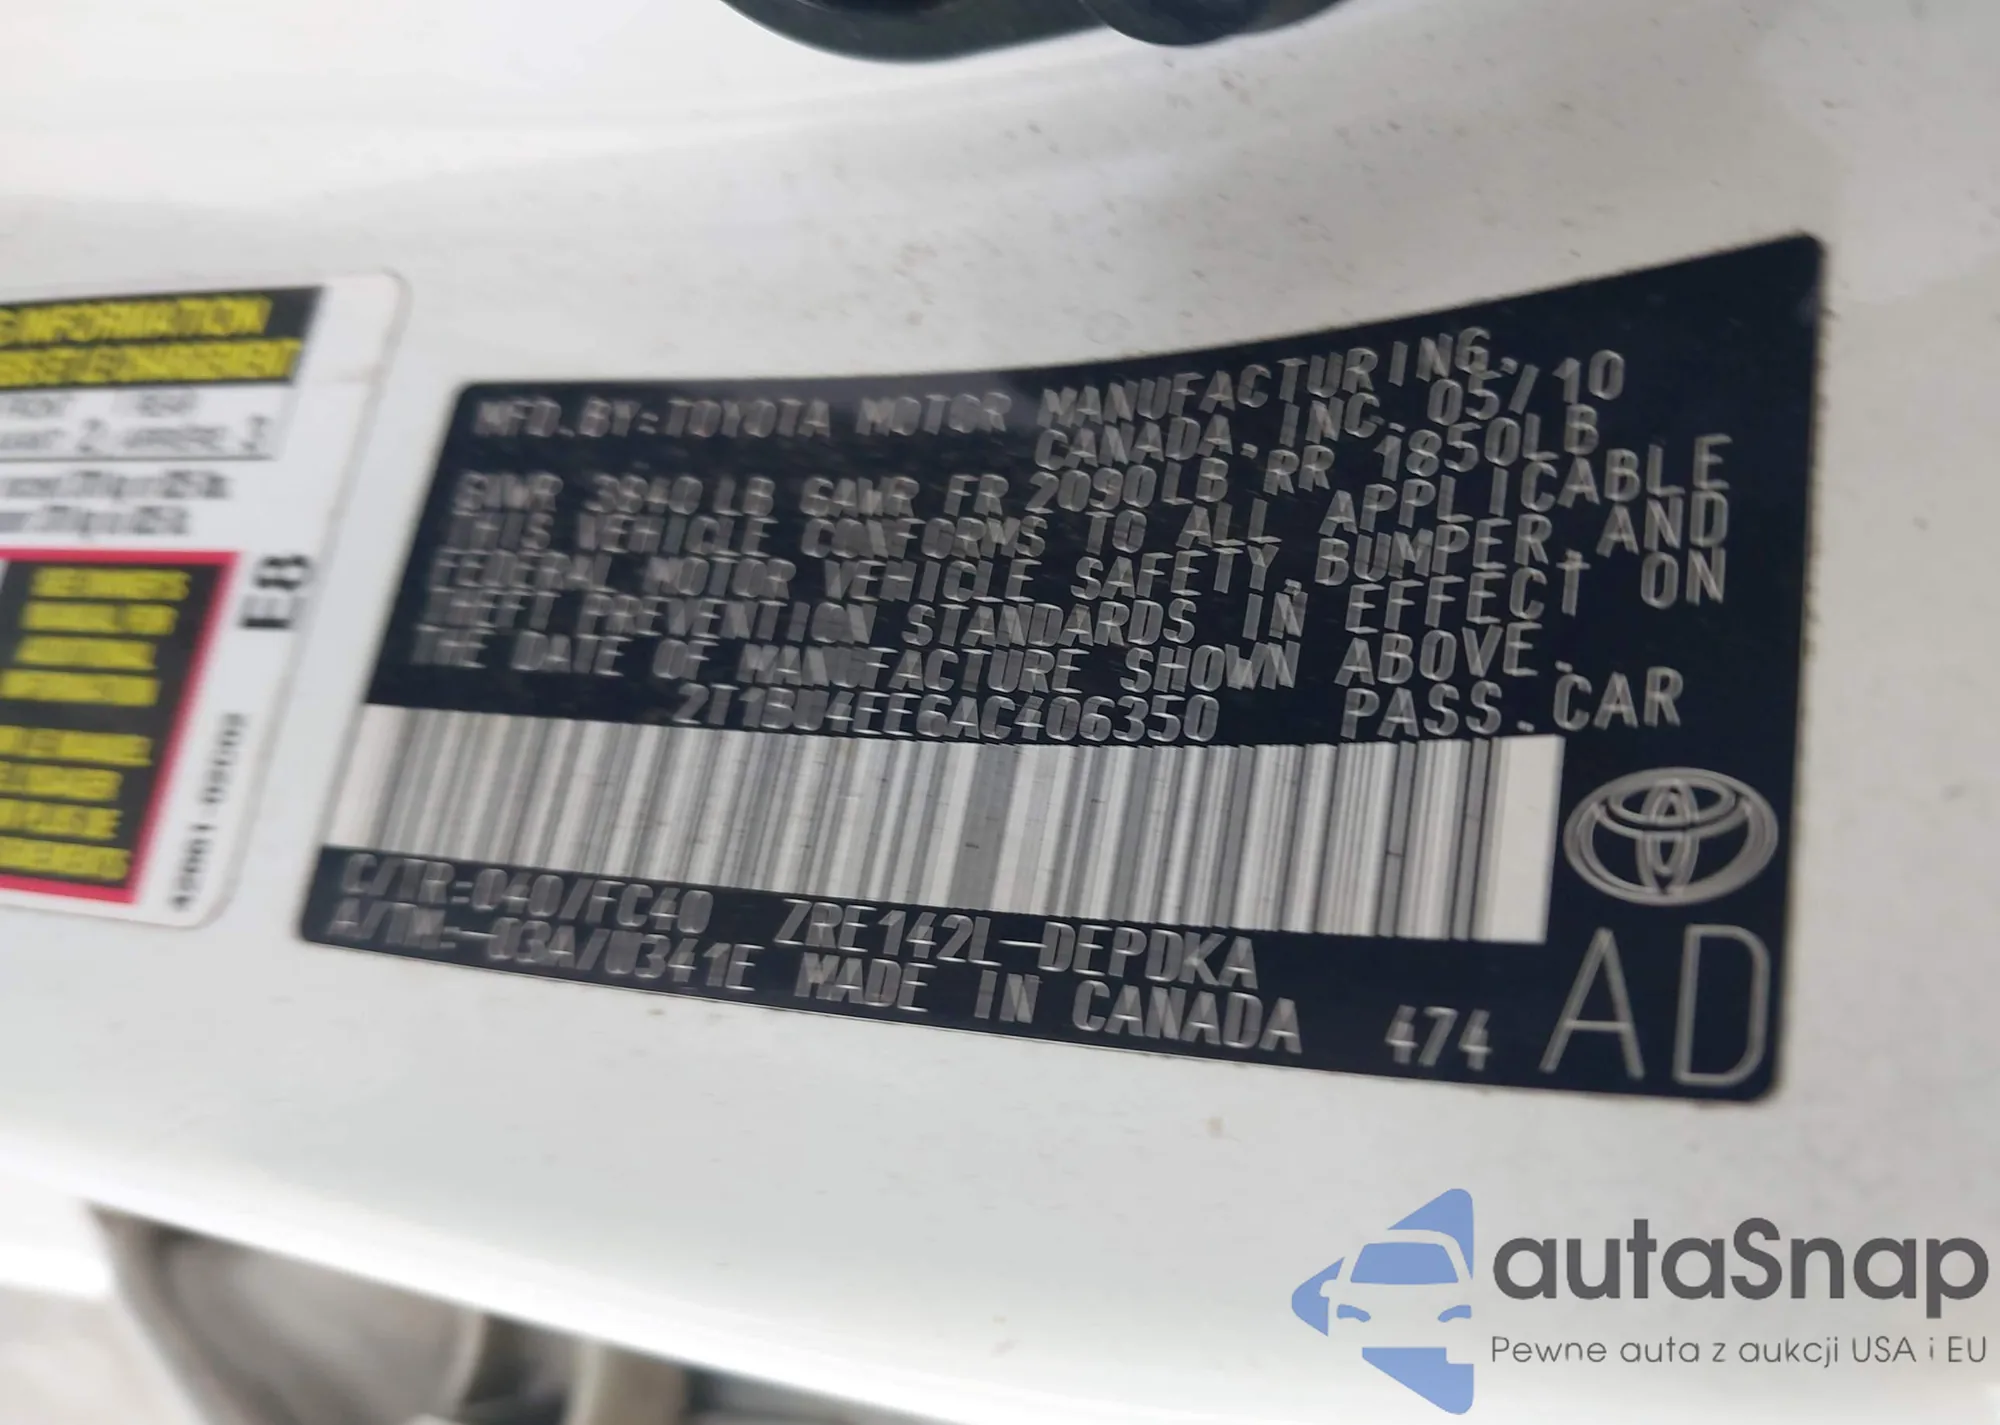 MFD. BY: TOYOTA MOTOR MANUFACTURING,
CANADA, INC. 05/10
GVWR 3840LB GAWR FR 2090LB RR 1850LB
THIS VEHICLE CONFORMS TO ALL APPLICABLE
FEDERAL MOTOR VEHICLE SAFETY, BUMPER, AND
THEFT PREVENTION STANDARDS IN EFFECT ON
THE DATE OF MANUFACTURE SHOWN ABOVE.
2T1BU4EE6AC406350 PASS. CAR
C/TR:040/FC40 ZRE142L-DEPDKA
A/TM:-03A/U341E MADE IN CANADA 474 AD
INFORMATION
E8
autaSnap
Pewne auta z aukcji USA i EU